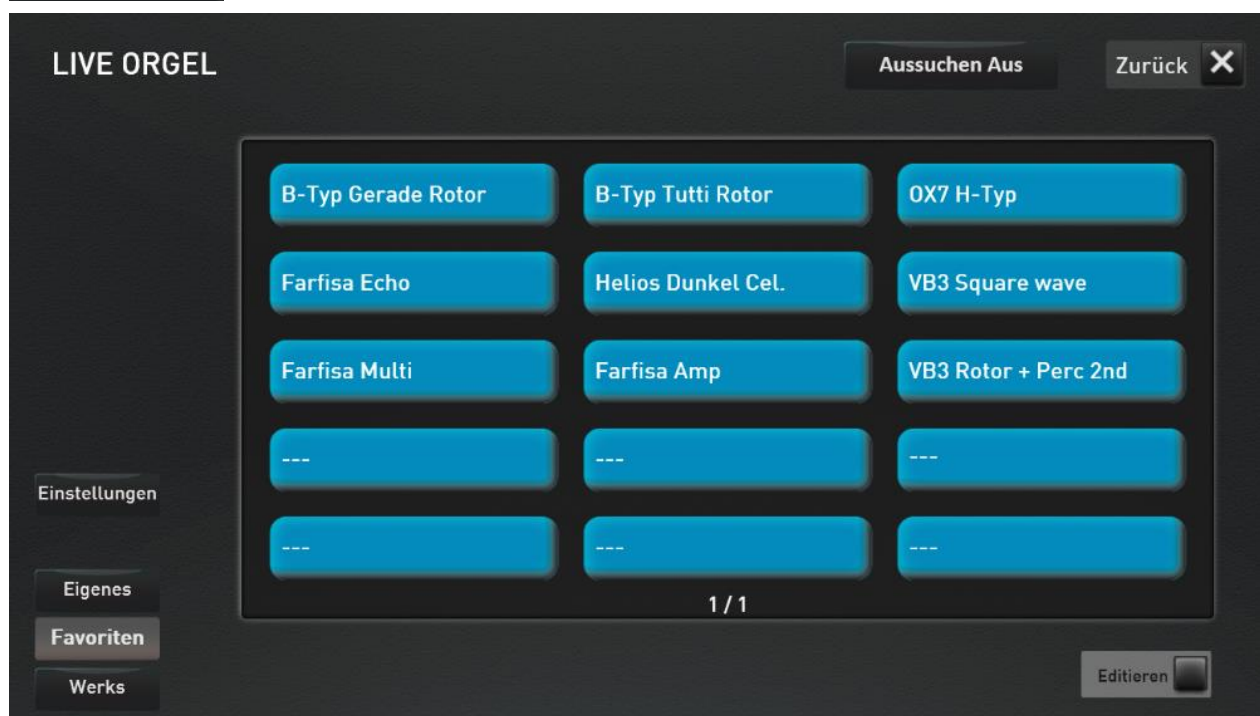 LIVE ORGEL
Aussuchen Aus
Zurück
B-Typ Gerade Rotor
B-Typ Tutti Rotor
OX7 H-Typ
Farfisa Echo
Helios Dunkel Cel.
VB3 Square wave
Farfisa Multi
Farfisa Amp
VB3 Rotor + Perc 2nd
---
---
---
---
---
---
1 / 1
Einstellungen
Eigenes
Favoriten
Werks
Editieren